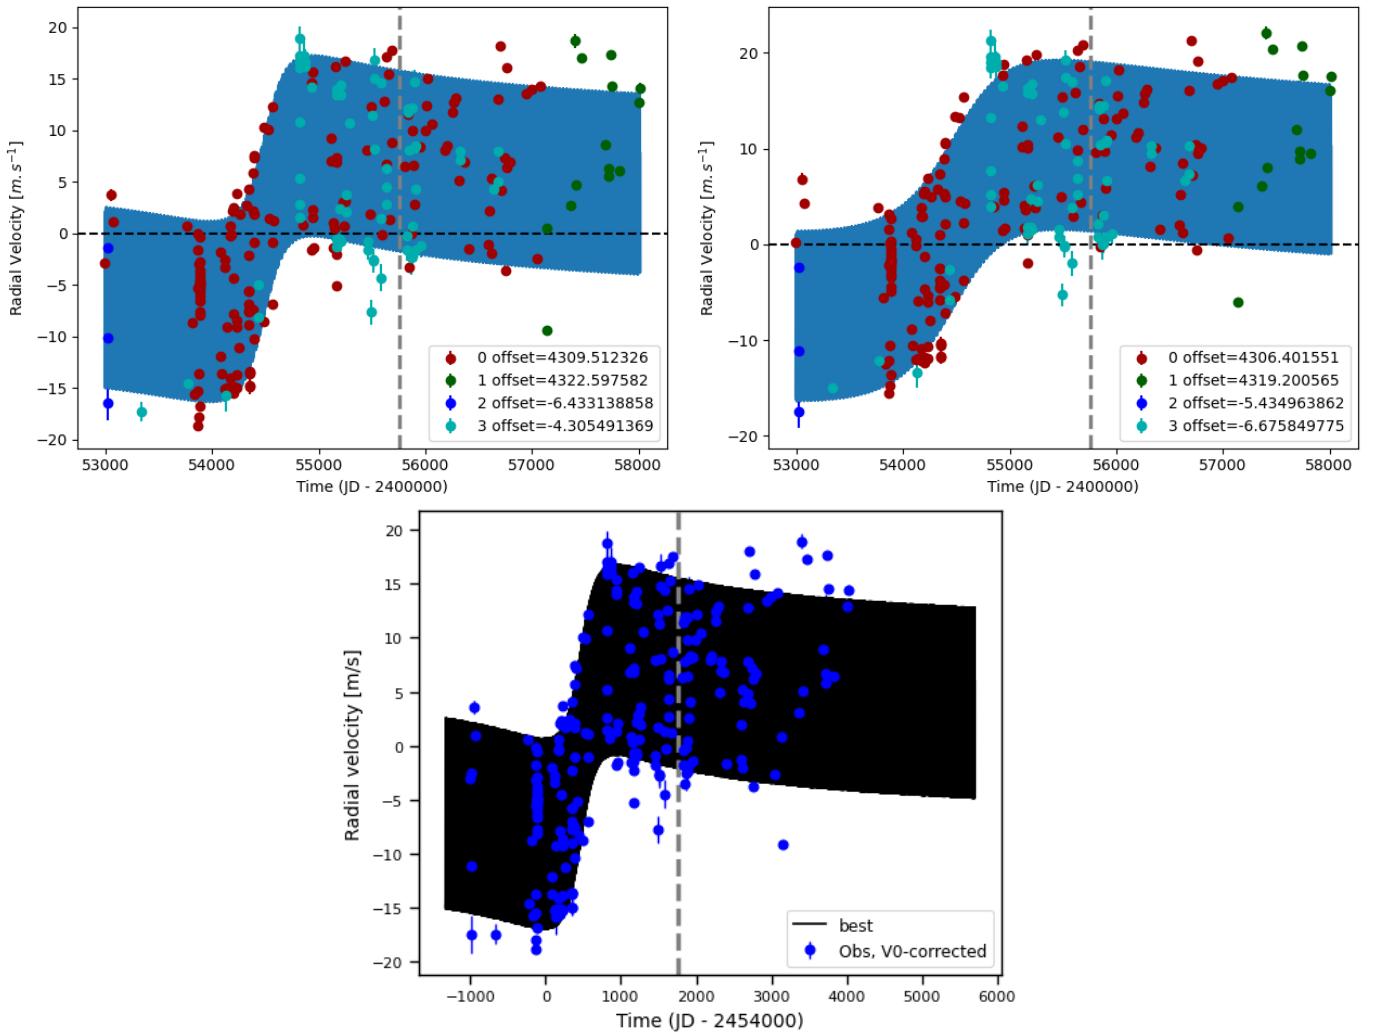 20
15
10
5
0
−5
−10
−15
−20
Radial Velocity [m.s⁻¹]
53000 54000 55000 56000 57000 58000
Time (JD - 2400000)
0 offset=4309.512326
1 offset=4322.597582
2 offset=-6.433138858
3 offset=-4.305491369
20
10
0
−10
−20
Radial Velocity [m.s⁻¹]
53000 54000 55000 56000 57000 58000
Time (JD - 2400000)
0 offset=4306.401551
1 offset=4319.200565
2 offset=-5.434963862
3 offset=-6.675849775
20
15
10
5
0
−5
−10
−15
−20
Radial velocity [m/s]
−1000 0 1000 2000 3000 4000 5000 6000
Time (JD - 2454000)
best
Obs, V0-corrected